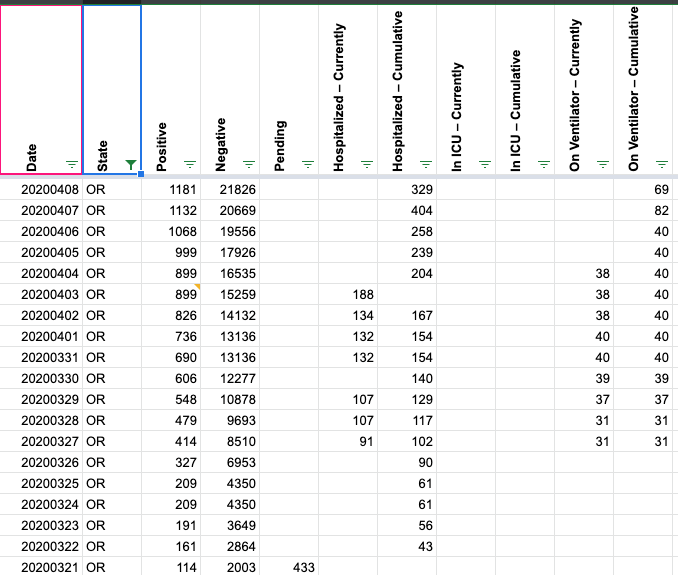 Date State Positive Negative Pending Hospitalized – Currently Hospitalized – Cumulative In ICU – Currently In ICU – Cumulative On Ventilator – Currently On Ventilator – Cumulative
20200408 OR 1181 21826 329 69
20200407 OR 1132 20669 404 82
20200406 OR 1068 19556 258 40
20200405 OR 999 17926 239 40
20200404 OR 899 16535 204 38 40
20200403 OR 899 15259 188 38 40
20200402 OR 826 14132 134 167 38 40
20200401 OR 736 13136 132 154 40 40
20200331 OR 690 13136 132 154 40 40
20200330 OR 606 12277 140 39 39
20200329 OR 548 10878 107 129 37 37
20200328 OR 479 9693 107 117 31 31
20200327 OR 414 8510 91 102 31 31
20200326 OR 327 6953 90
20200325 OR 209 4350 61
20200324 OR 209 4350 61
20200323 OR 191 3649 56
20200322 OR 161 2864 43
20200321 OR 114 2003 433